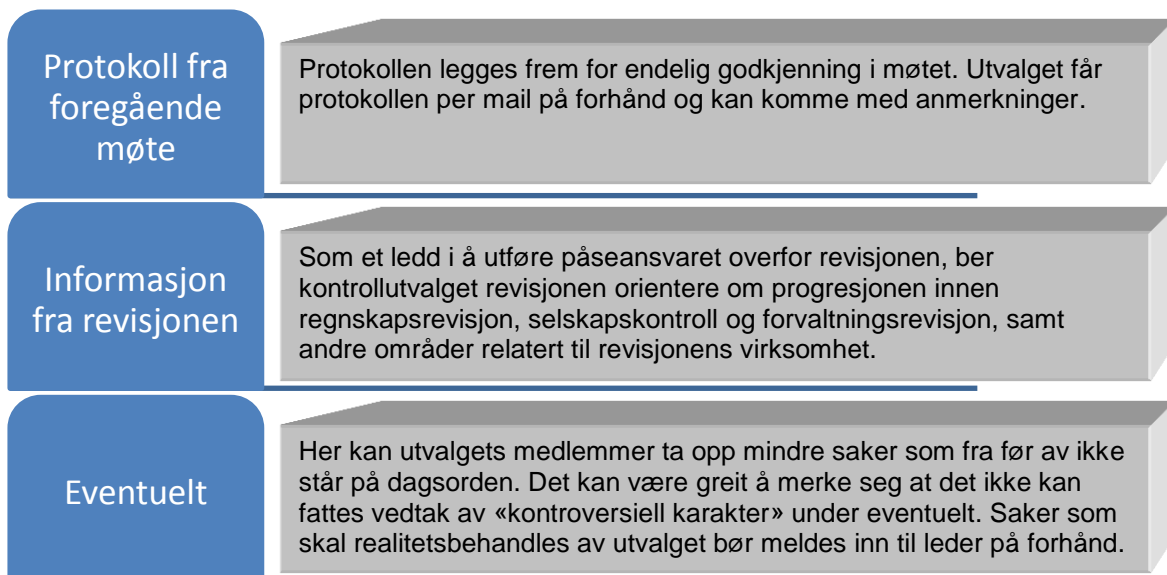 Protokoll fra
foregående
møte
Protokollen legges frem for endelig godkjenning i møtet. Utvalget får
protokollen per mail på forhånd og kan komme med anmerkninger.
Informasjon
fra revisjonen
Som et ledd i å utføre påseansvaret overfor revisjonen, ber
kontrollutvalget revisjonen orientere om progresjonen innen
regnskapsrevisjon, selskapskontroll og forvaltningsrevisjon, samt
andre områder relatert til revisjonens virksomhet.
Eventuelt
Her kan utvalgets medlemmer ta opp mindre saker som fra før av ikke
står på dagsorden. Det kan være greit å merke seg at det ikke kan
fattes vedtak av «kontroversiell karakter» under eventuelt. Saker som
skal realitetsbehandles av utvalget bør meldes inn til leder på forhånd.